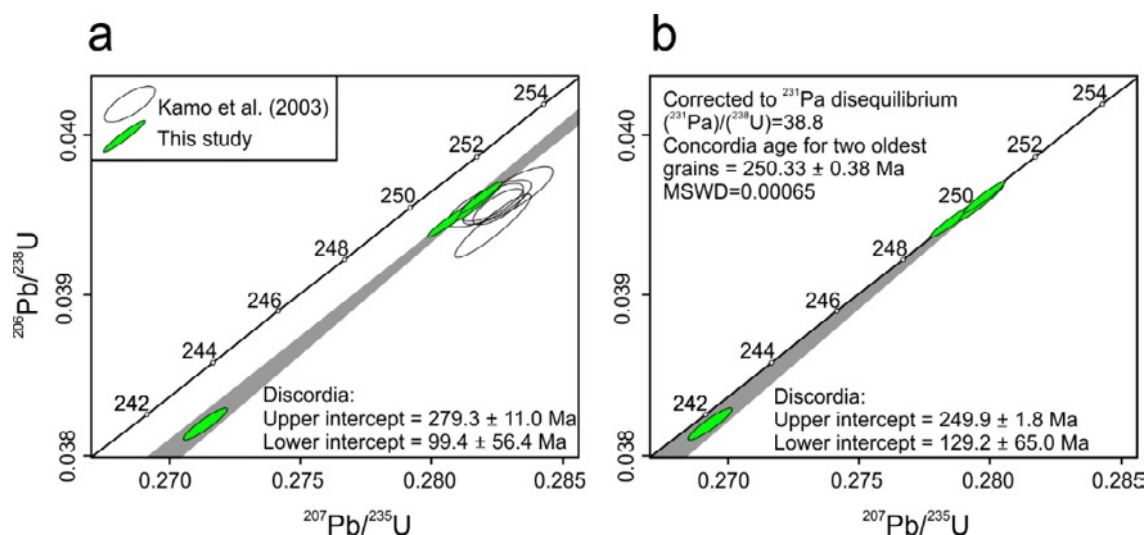 a
Kamo et al. (2003)
This study
254
252
250
248
246
244
242
Discordia:
Upper intercept = 279.3 ± 11.0 Ma
Lower intercept = 99.4 ± 56.4 Ma
0.040
0.039
0.038
²⁰⁶Pb/²³⁸U
0.270
0.275
0.280
0.285
²⁰⁷Pb/²³⁵U
b
Corrected to ²³¹Pa disequilibrium
(²³¹Pa)/(²³⁸U)=38.8
Concordia age for two oldest
grains = 250.33 ± 0.38 Ma
MSWD=0.00065
254
252
250
248
246
244
242
Discordia:
Upper intercept = 249.9 ± 1.8 Ma
Lower intercept = 129.2 ± 65.0 Ma
0.040
0.039
0.038
0.270
0.275
0.280
0.285
²⁰⁷Pb/²³⁵U